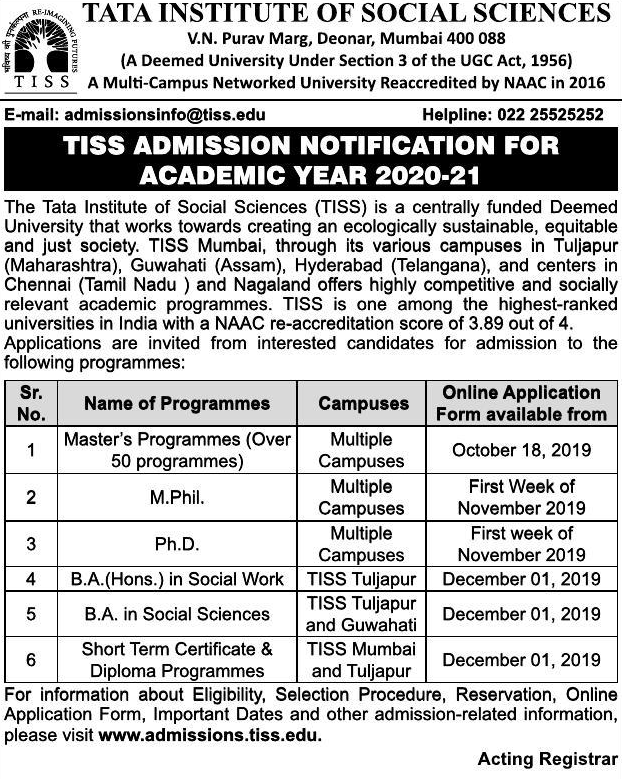 RE-IMAGINING FUTURES
TISS
TATA INSTITUTE OF SOCIAL SCIENCES
V.N. Purav Marg, Deonar, Mumbai 400 088
(A Deemed University Under Section 3 of the UGC Act, 1956)
A Multi-Campus Networked University Reaccredited by NAAC in 2016
E-mail: admissionsinfo@tiss.edu Helpline: 022 25525252
TISS ADMISSION NOTIFICATION FOR
ACADEMIC YEAR 2020-21
The Tata Institute of Social Sciences (TISS) is a centrally funded Deemed
University that works towards creating an ecologically sustainable, equitable
and just society. TISS Mumbai, through its various campuses in Tuljapur
(Maharashtra), Guwahati (Assam), Hyderabad (Telangana), and centers in
Chennai (Tamil Nadu ) and Nagaland offers highly competitive and socially
relevant academic programmes. TISS is one among the highest-ranked
universities in India with a NAAC re-accreditation score of 3.89 out of 4.
Applications are invited from interested candidates for admission to the
following programmes:
Sr. No. Name of Programmes Campuses Online Application Form available from
1 Master's Programmes (Over 50 programmes) Multiple Campuses October 18, 2019
2 M.Phil. Multiple Campuses First Week of November 2019
3 Ph.D. Multiple Campuses First week of November 2019
4 B.A.(Hons.) in Social Work TISS Tuljapur December 01, 2019
5 B.A. in Social Sciences TISS Tuljapur and Guwahati December 01, 2019
6 Short Term Certificate & Diploma Programmes TISS Mumbai and Tuljapur December 01, 2019
For information about Eligibility, Selection Procedure, Reservation, Online
Application Form, Important Dates and other admission-related information,
please visit www.admissions.tiss.edu.
Acting Registrar